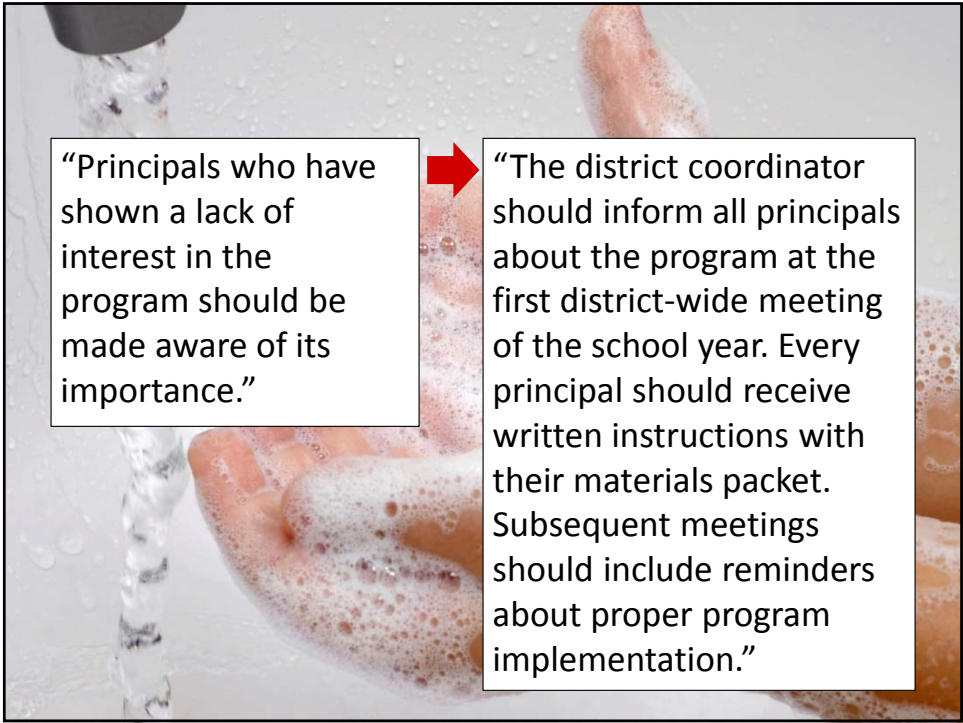 “Principals who have
shown a lack of
interest in the
program should be
made aware of its
importance.”
“The district coordinator
should inform all principals
about the program at the
first district-wide meeting
of the school year. Every
principal should receive
written instructions with
their materials packet.
Subsequent meetings
should include reminders
about proper program
implementation.”